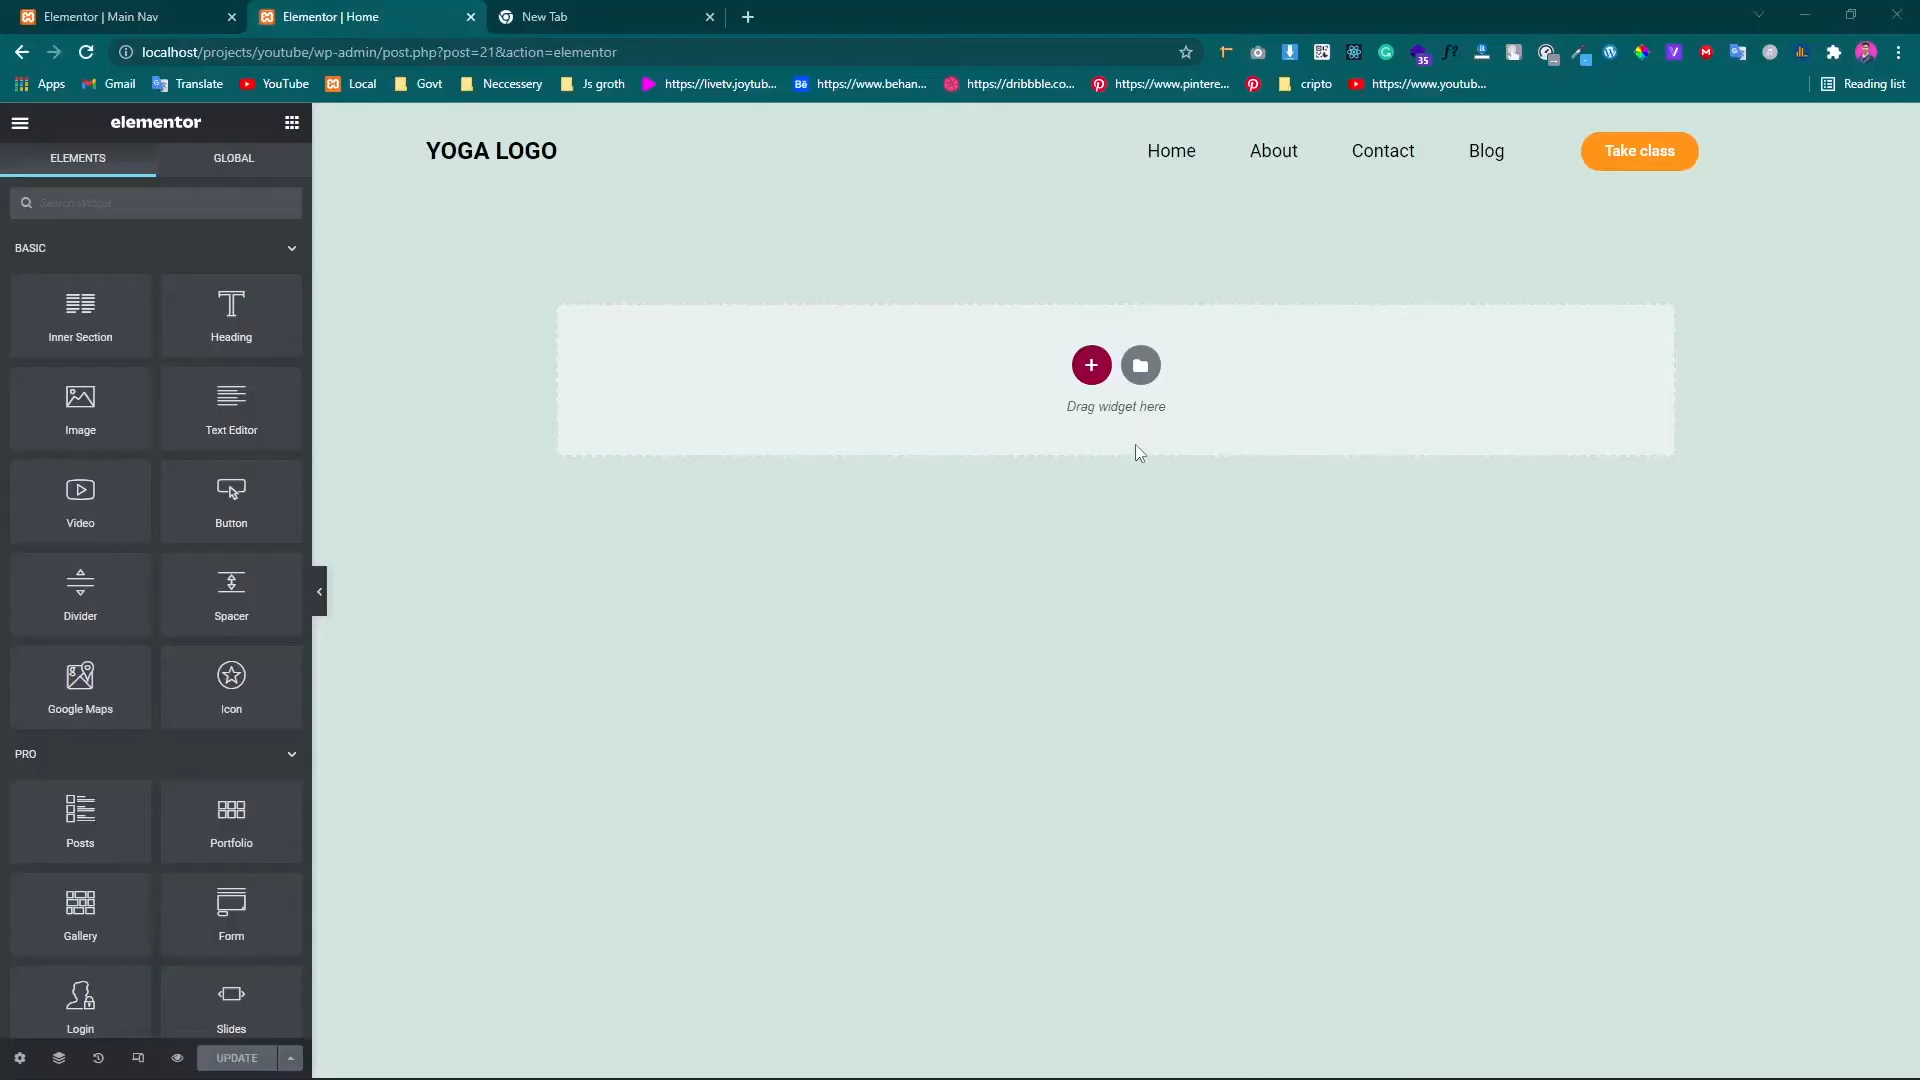 Elementor | Main Nav
Elementor | Home
New Tab
localhost/projects/youtube/wp-admin/post.php?post=21&action=elementor
35
Apps
Gmail
Translate
YouTube
Local
Govt
Neccessery
Js groth
https://livetv.joytub...
https://www.behan...
https://dribbble.co...
https://www.pintere...
cripto
https://www.youtub...
Reading list
elementor
ELEMENTS
GLOBAL
Search Widget
BASIC
Inner Section
Heading
Image
Text Editor
Video
Button
Divider
Spacer
Google Maps
Icon
PRO
Posts
Portfolio
Gallery
Form
Login
Slides
UPDATE
YOGA LOGO
Home
About
Contact
Blog
Take class
Drag widget here